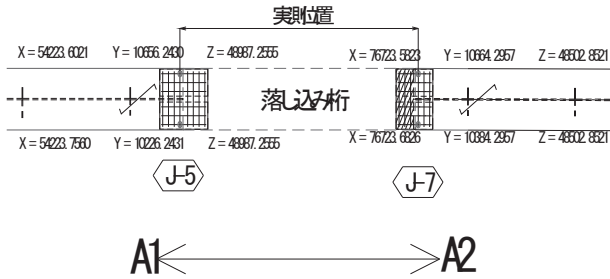 実測位置
X = 54223.6021 Y = 10656.2430 Z = 48987.2555 X = 76723.5823 Y = 10664.2957 Z = 48502.8521
落し込み桁
X = 54223.7560 Y = 10226.2431 Z = 48987.2555 X = 76723.6826 Y = 10384.2957 Z = 48502.8521
J-5 J-7
A1 A2